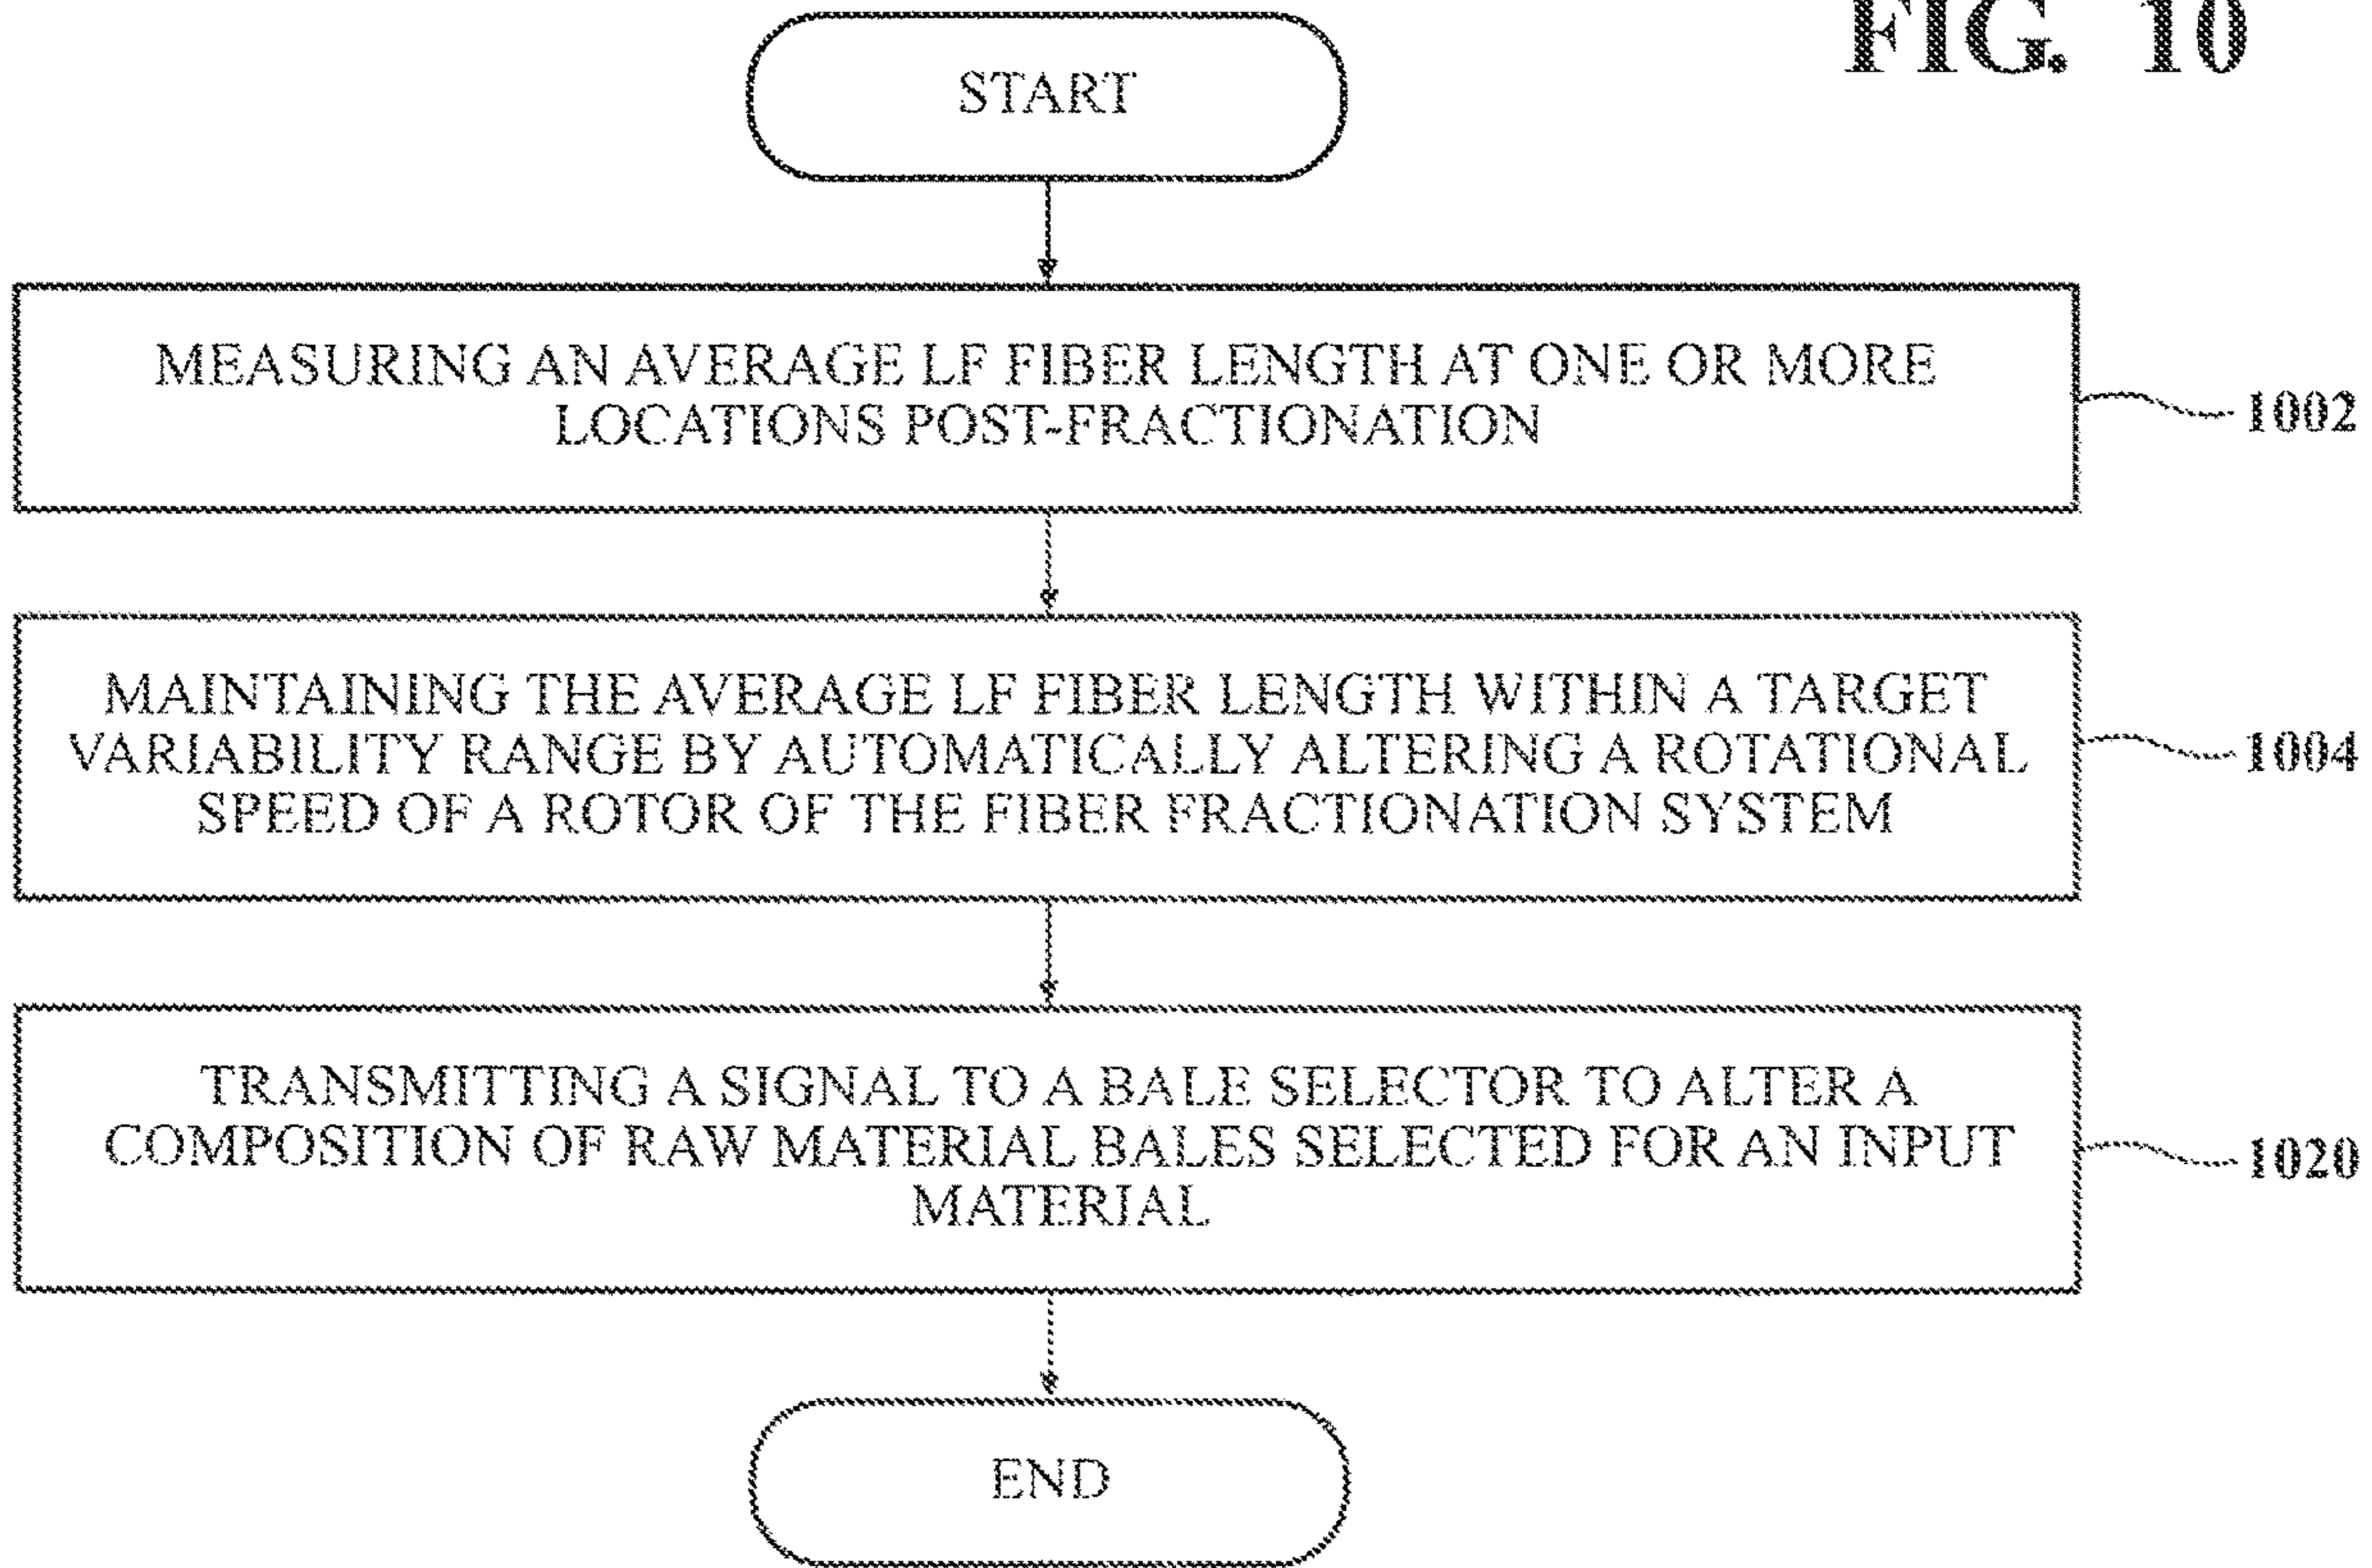 FIG. 10
START
MEASURING AN AVERAGE LF FIBER LENGTH AT ONE OR MORE
LOCATIONS POST-FRACTIONATION
1002
MAINTAINING THE AVERAGE LF FIBER LENGTH WITHIN A TARGET
VARIABILITY RANGE BY AUTOMATICALLY ALTERING A ROTATIONAL
SPEED OF A ROTOR OF THE FIBER FRACTIONATION SYSTEM
1004
TRANSMITTING A SIGNAL TO A BALE SELECTOR TO ALTER A
COMPOSITION OF RAW MATERIAL BALES SELECTED FOR AN INPUT
MATERIAL
1020
END